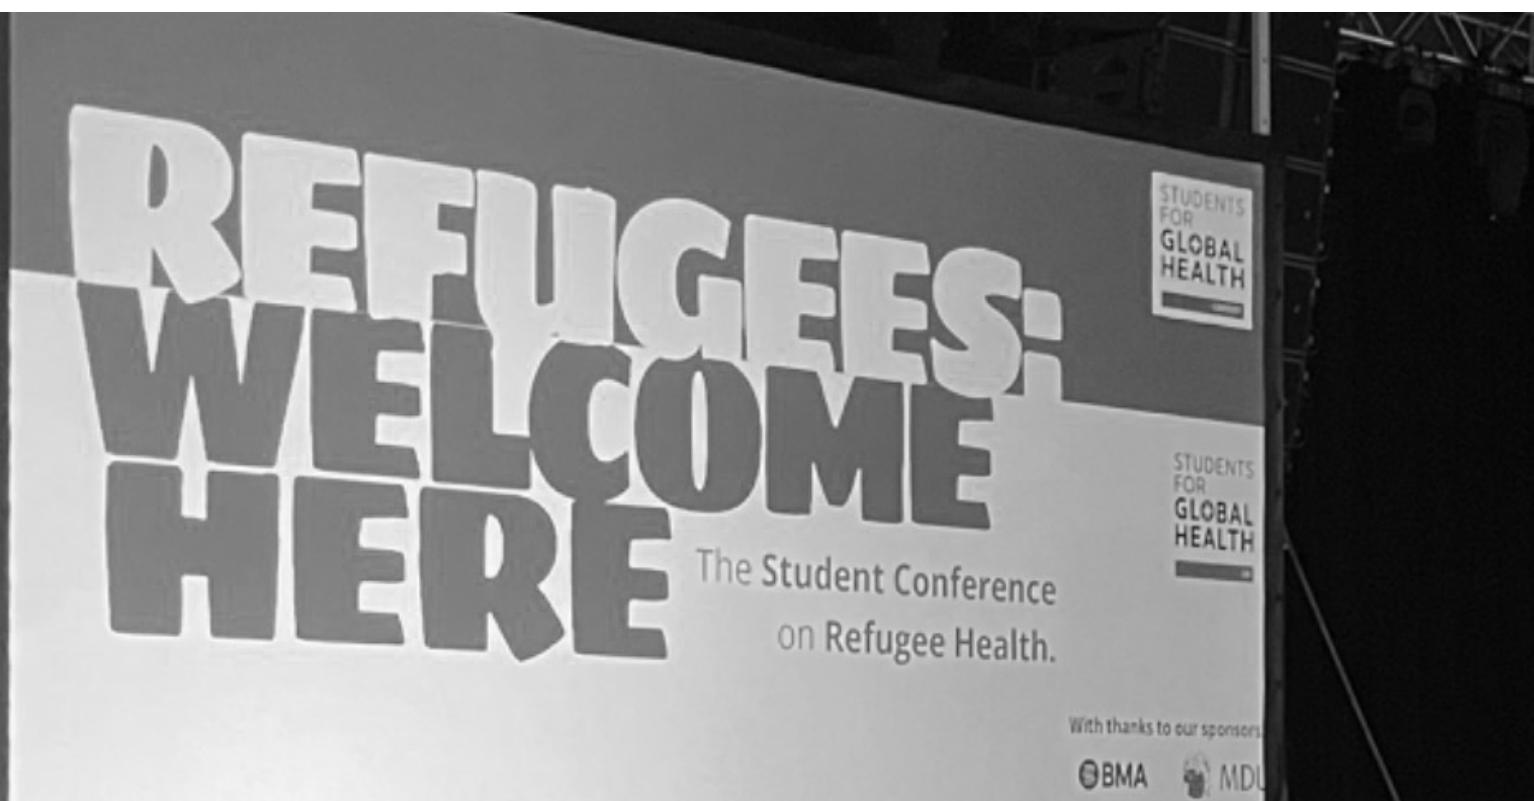 REFUGEES:
WELCOME
HERE
The Student Conference
on Refugee Health.
STUDENTS
FOR
GLOBAL
HEALTH
STUDENTS
FOR
GLOBAL
HEALTH
With thanks to our sponsors
BMA
MDU